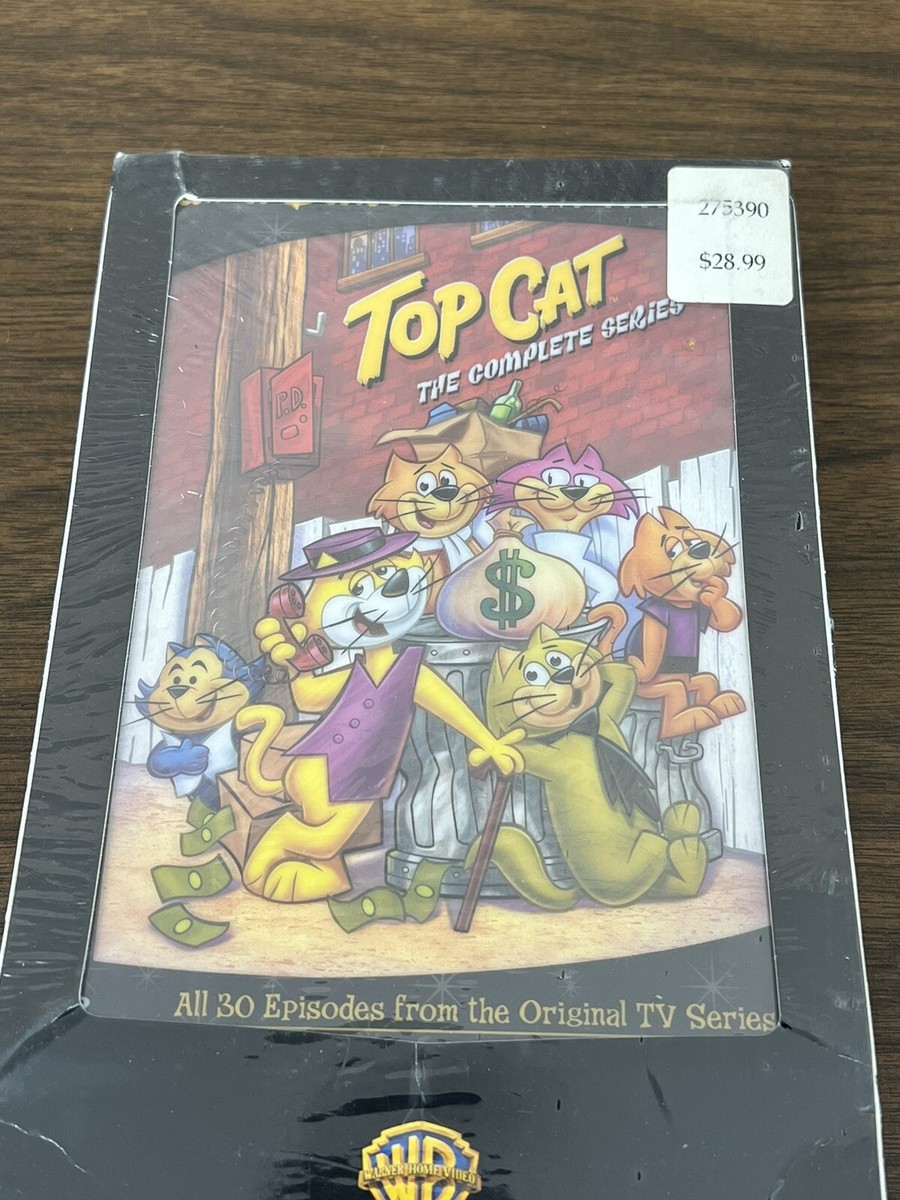 275390
$28.99
TOP CAT
THE COMPLETE SERIES
P.D.
$
All 30 Episodes from the Original TV Series
WB
WARNER HOME VIDEO